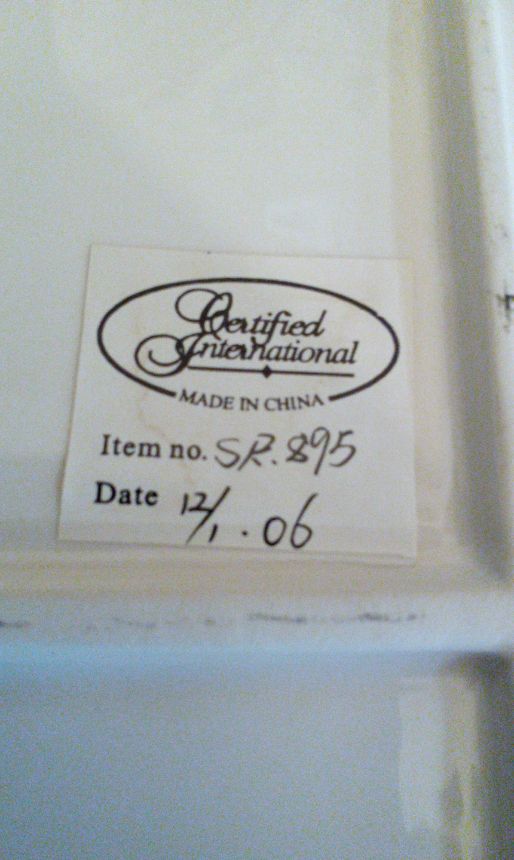 Certified
International
MADE IN CHINA
Item no. SR.895
Date 12/1.06